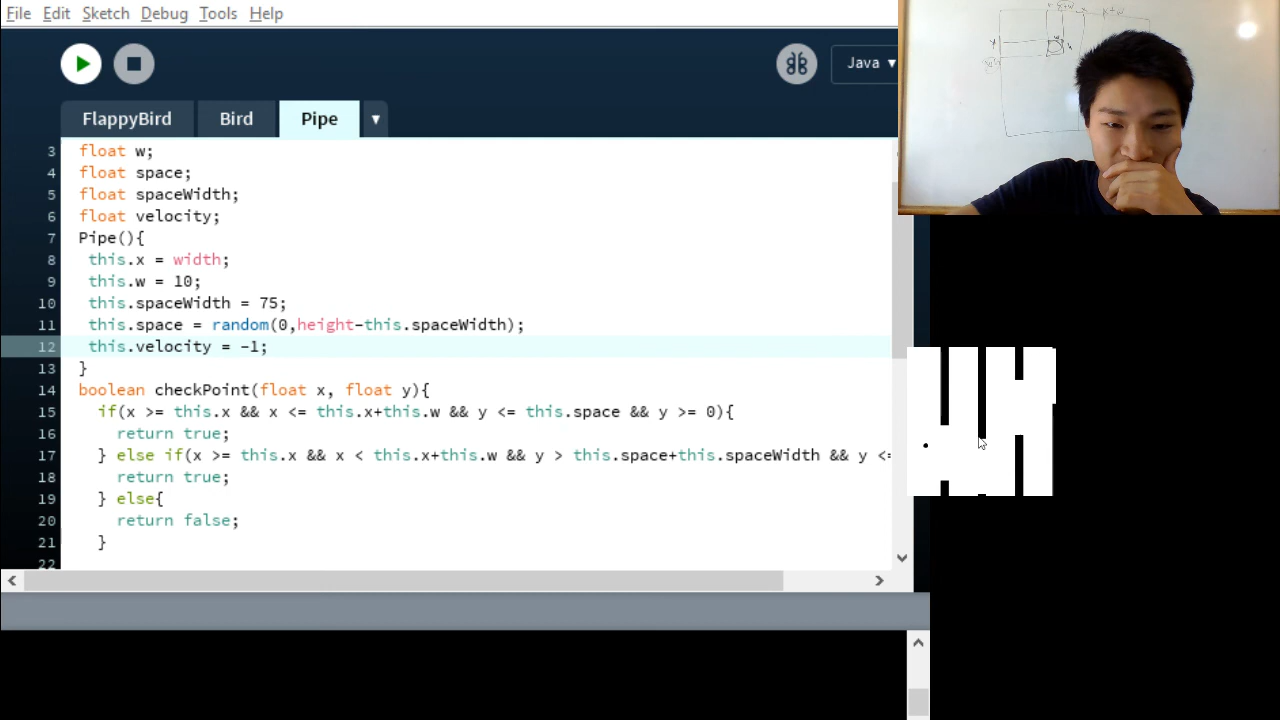 File Edit Sketch Debug Tools Help
Java ▾
FlappyBird Bird Pipe ▾
3 float w;
4 float space;
5 float spaceWidth;
6 float velocity;
7 Pipe(){
8 this.x = width;
9 this.w = 10;
10 this.spaceWidth = 75;
11 this.space = random(0,height-this.spaceWidth);
12 this.velocity = -1;
13 }
14 boolean checkPoint(float x, float y){
15 if(x >= this.x && x <= this.x+this.w && y <= this.space && y >= 0){
16 return true;
17 } else if(x >= this.x && x < this.x+this.w && y > this.space+this.spaceWidth && y <=
18 return true;
19 } else{
20 return false;
21 }
22